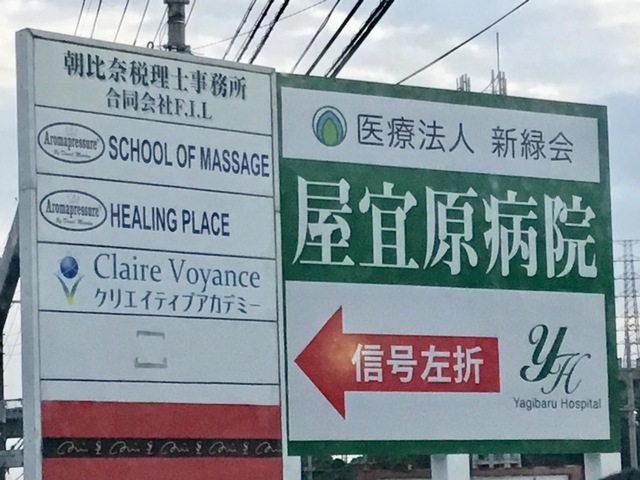 朝比奈税理士事務所
合同会社F.I.L
Aromapressure
SCHOOL OF MASSAGE
Aromapressure
HEALING PLACE
Claire Voyance
クリエイティブアカデミー
医療法人 新緑会
屋宜原病院
信号左折
YH
Yagibaru Hospital